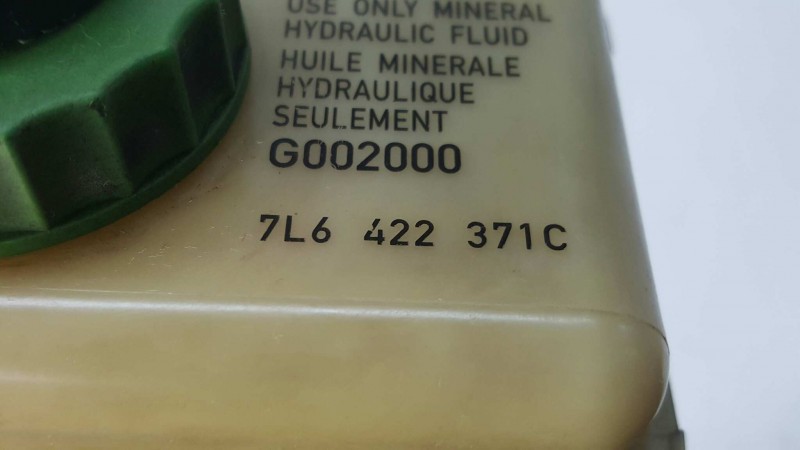 USE ONLY MINERAL
HYDRAULIC FLUID
HUILE MINERALE
HYDRAULIQUE
SEULEMENT
G002000
7L6 422 371C